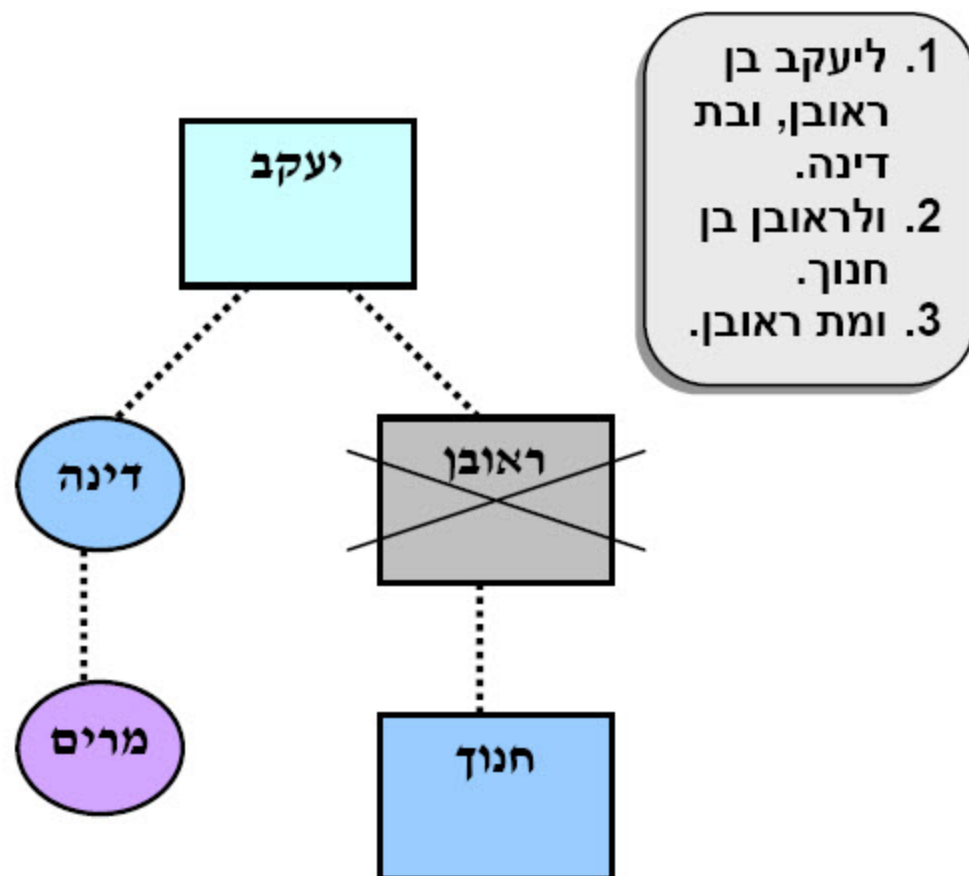 1. ליעקב בן
ראובן, ובת
דינה.
2. ולראובן בן
חנוך.
3. ומת ראובן.
יעקב
ראובן
דינה
חנוך
מרים